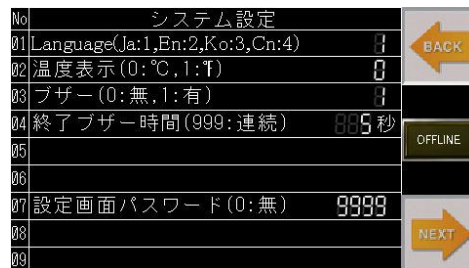 No システム設定
01 Language(Ja:1,En:2,Ko:3,Cn:4) 1
02 温度表示(0:℃,1:℉) 0
03 ブザー(0:無,1:有)
04 終了ブザー時間(999:連続) 5秒
05
06
07 設定画面パスワード(0:無) 9999
08
09
BACK
OFFLINE
NEXT